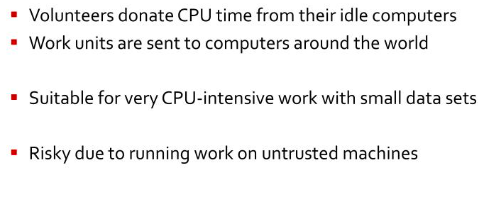 ▪ Volunteers donate CPU time from their idle computers
▪ Work units are sent to computers around the world
▪ Suitable for very CPU-intensive work with small data sets
▪ Risky due to running work on untrusted machines